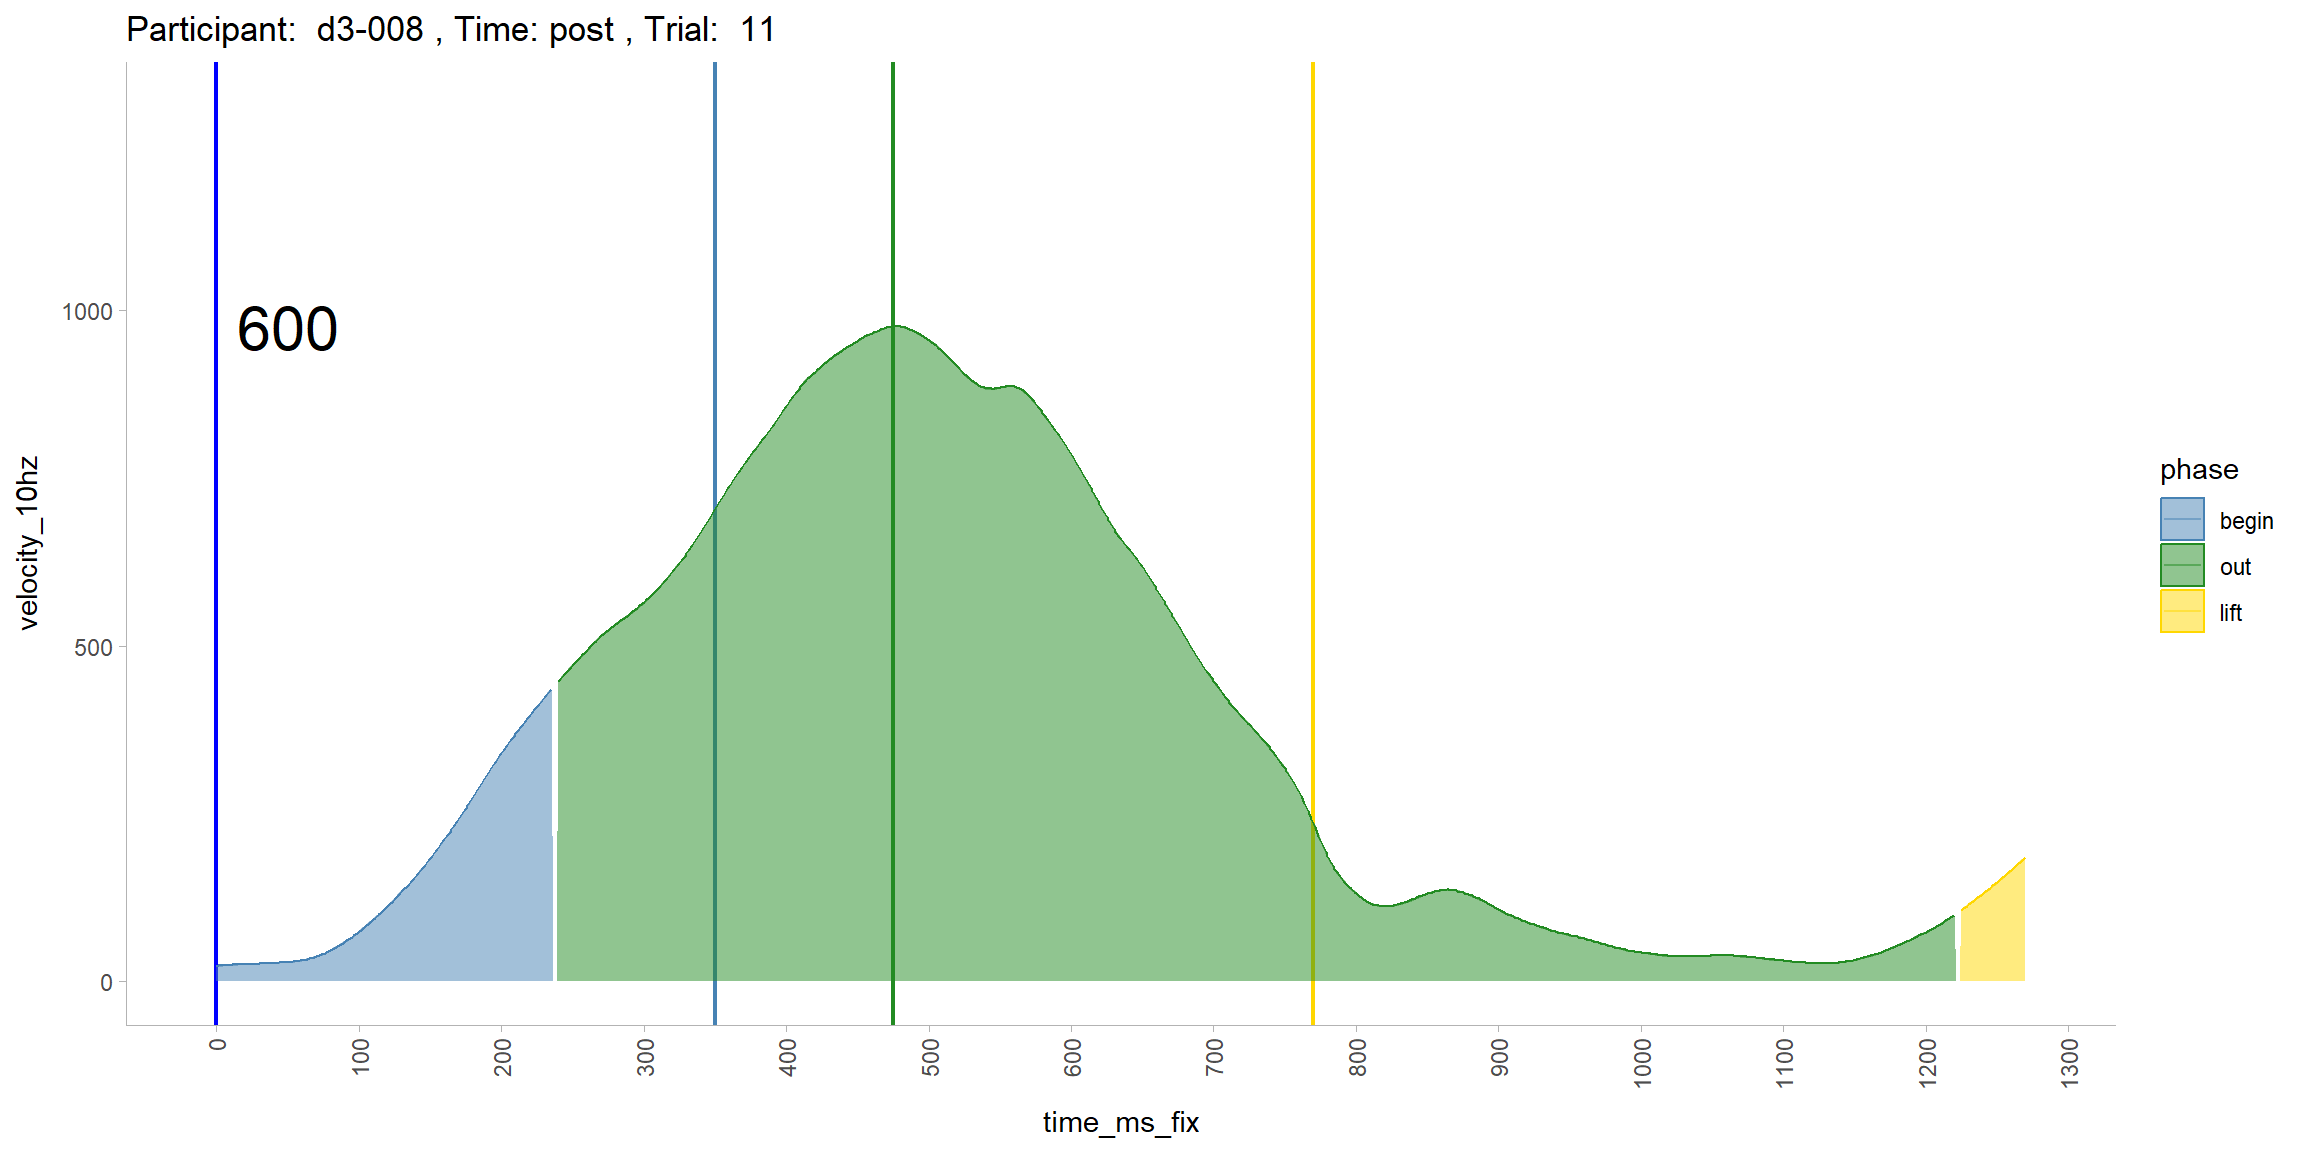 Participant:  d3-008 , Time: post , Trial:  11
1000
600
500
0
velocity_10hz
0 100 200 300 400 500 600 700 800 900 1000 1100 1200 1300
time_ms_fix
phase
begin
out
lift